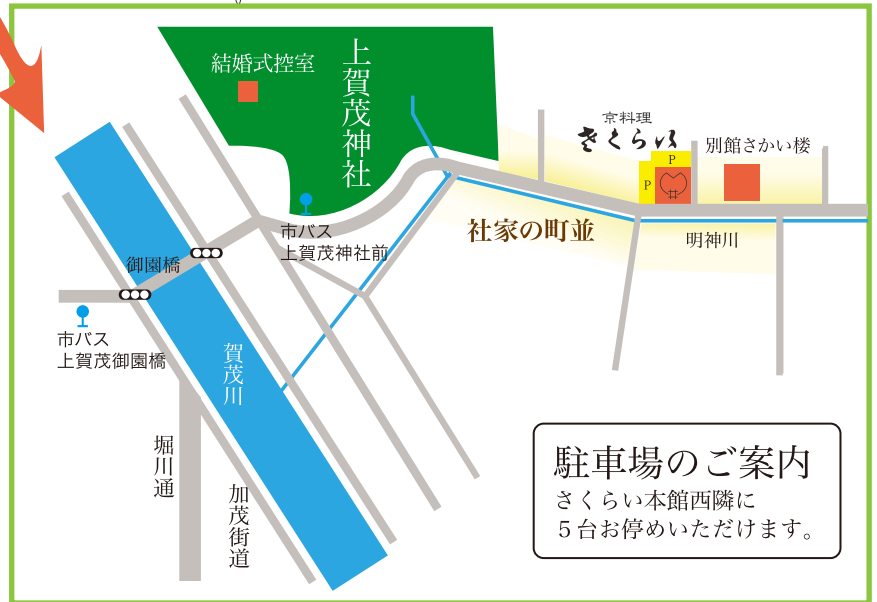 結婚式控室
上賀茂神社
京料理
さくらい
P
P
別館さかい楼
市バス
上賀茂神社前
社家の町並
明神川
御園橋
市バス
上賀茂御園橋
賀茂川
堀川通
加茂街道
駐車場のご案内
さくらい本館西隣に
５台お停めいただけます。